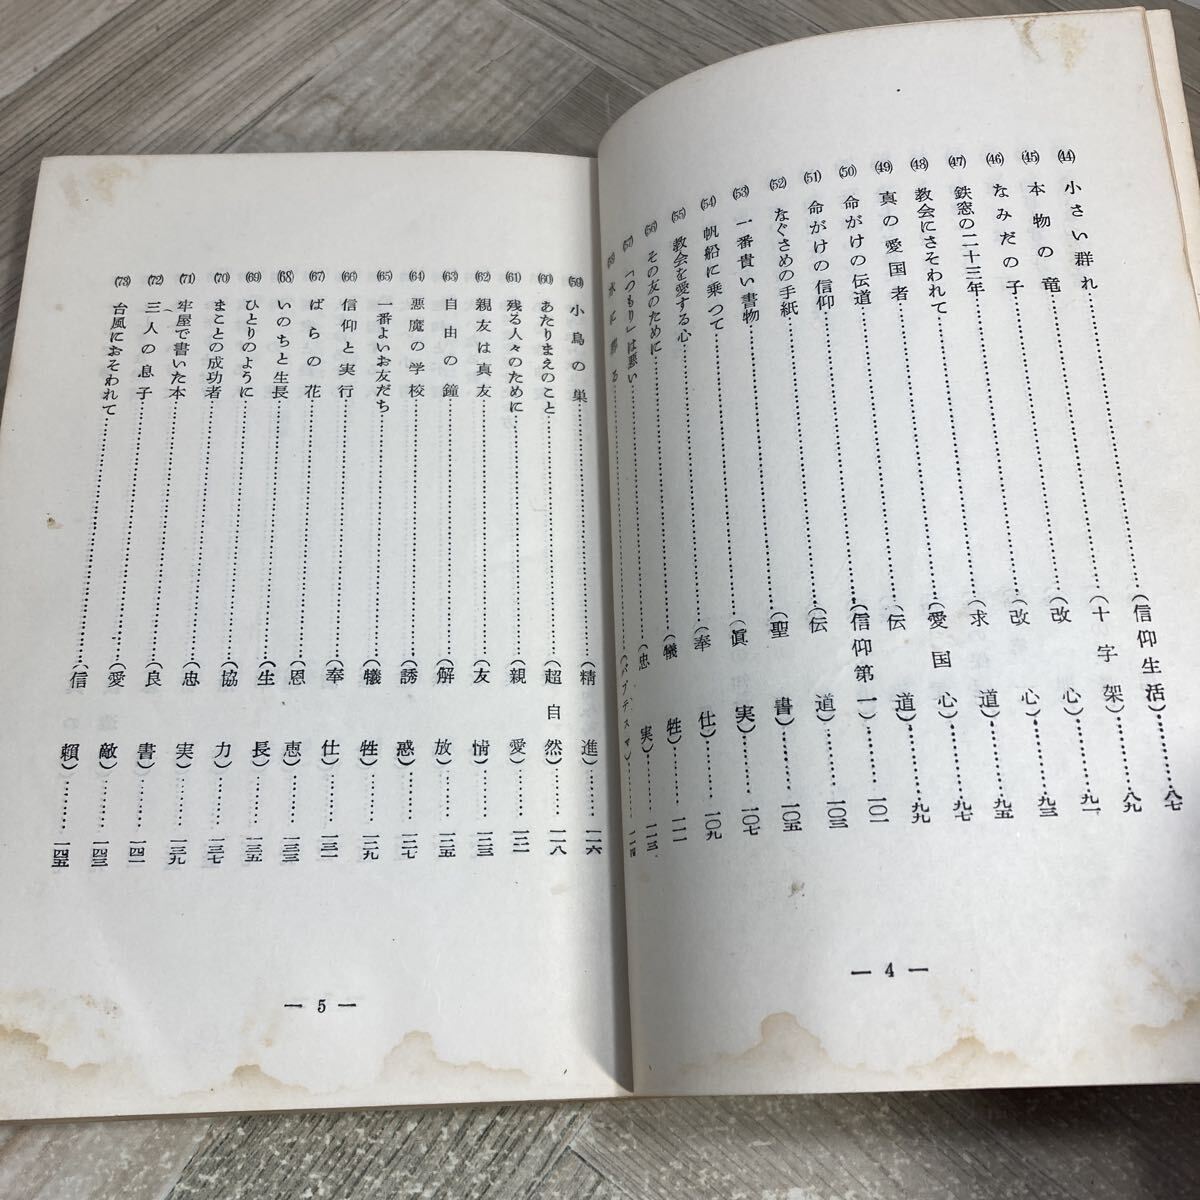 (44) 小さい群れ……(信仰生活)……八七
(45) 本物の竜……(十字架)……八九
(46) なみだの子……(改心)……九一
(47) 鉄窓の二十三年……(改心)……九三
(48) 教会にさそわれて……(求道)……九五
(49) 真の愛国者……(愛国心)……九七
(50) 命がけの伝道……(伝道)……九九
(51) 命がけの信仰……(信仰第一)……一〇一
(52) なぐさめの手紙……(伝道)……一〇三
(53) 一番貴い書物……(聖書)……一〇五
(54) 帆船に乗つて……(眞実)……一〇七
(55) 教会を愛する心……(奉仕)……一〇九
(56) その友のために……(犠牲)……一一一
(57) 「つもり」は悪い……(忠実)……一一三
(58) 水に潜る……(バプテスマ)……一一四
— 4 —
(59) 小鳥の巣……(精進)……一一六
(60) あたりまえのこと……(超自然)……一一八
(61) 残る人々のために……(親愛)……一二一
(62) 親友は真友……(友情)……一二三
(63) 自由の鐘……(解放)……一二五
(64) 悪魔の学校……(誘惑)……一二七
(65) 一番よいお友だち……(犠牲)……一二九
(66) 信仰と実行……(奉仕)……一三一
(67) ばらの花……(恩恵)……一三三
(68) いのちと生長……(生長)……一三五
(69) ひとりのように……(協力)……一三七
(70) まことの成功者……(忠実)……一三九
(71) 牢屋で書いた本……(良書)……一四一
(72) 三人の息子……(愛敵)……一四三
(73) 台風におそわれて……(信頼)……一四五
— 5 —